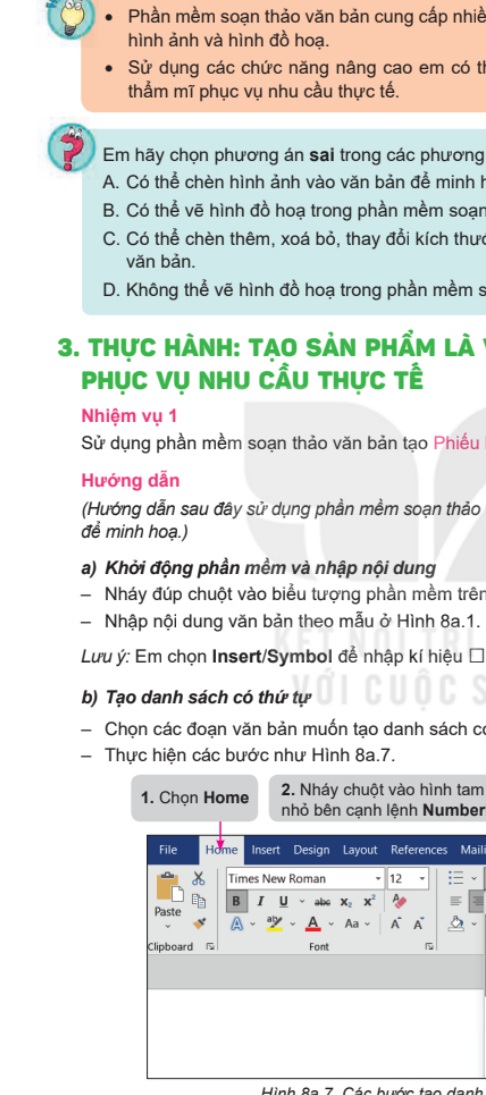 • Phần mềm soạn thảo văn bản cung cấp nhiề
hình ảnh và hình đồ hoạ.
• Sử dụng các chức năng nâng cao em có th
thẩm mĩ phục vụ nhu cầu thực tế.
Em hãy chọn phương án sai trong các phương
A. Có thể chèn hình ảnh vào văn bản để minh h
B. Có thể vẽ hình đồ hoạ trong phần mềm soạn
C. Có thể chèn thêm, xoá bỏ, thay đổi kích thướ
văn bản.
D. Không thể vẽ hình đồ hoạ trong phần mềm s
3. THỰC HÀNH: TẠO SẢN PHẨM LÀ V
PHỤC VỤ NHU CẦU THỰC TẾ
Nhiệm vụ 1
Sử dụng phần mềm soạn thảo văn bản tạo Phiếu
Hướng dẫn
(Hướng dẫn sau đây sử dụng phần mềm soạn thảo
để minh hoạ.)
a) Khởi động phần mềm và nhập nội dung
– Nháy đúp chuột vào biểu tượng phần mềm trên
– Nhập nội dung văn bản theo mẫu ở Hình 8a.1.
Lưu ý: Em chọn Insert/Symbol để nhập kí hiệu □
KẾT NỐI TRI
VỚI CUỘC S
b) Tạo danh sách có thứ tự
– Chọn các đoạn văn bản muốn tạo danh sách có
– Thực hiện các bước như Hình 8a.7.
1. Chọn Home
2. Nháy chuột vào hình tam
nhỏ bên cạnh lệnh Number
File Home Insert Design Layout References Maili
Times New Roman 12
Paste B I U abc X₂ X²
A aby A Aa A A
Clipboard Font
Hình 8a.7. Các bước tạo danh